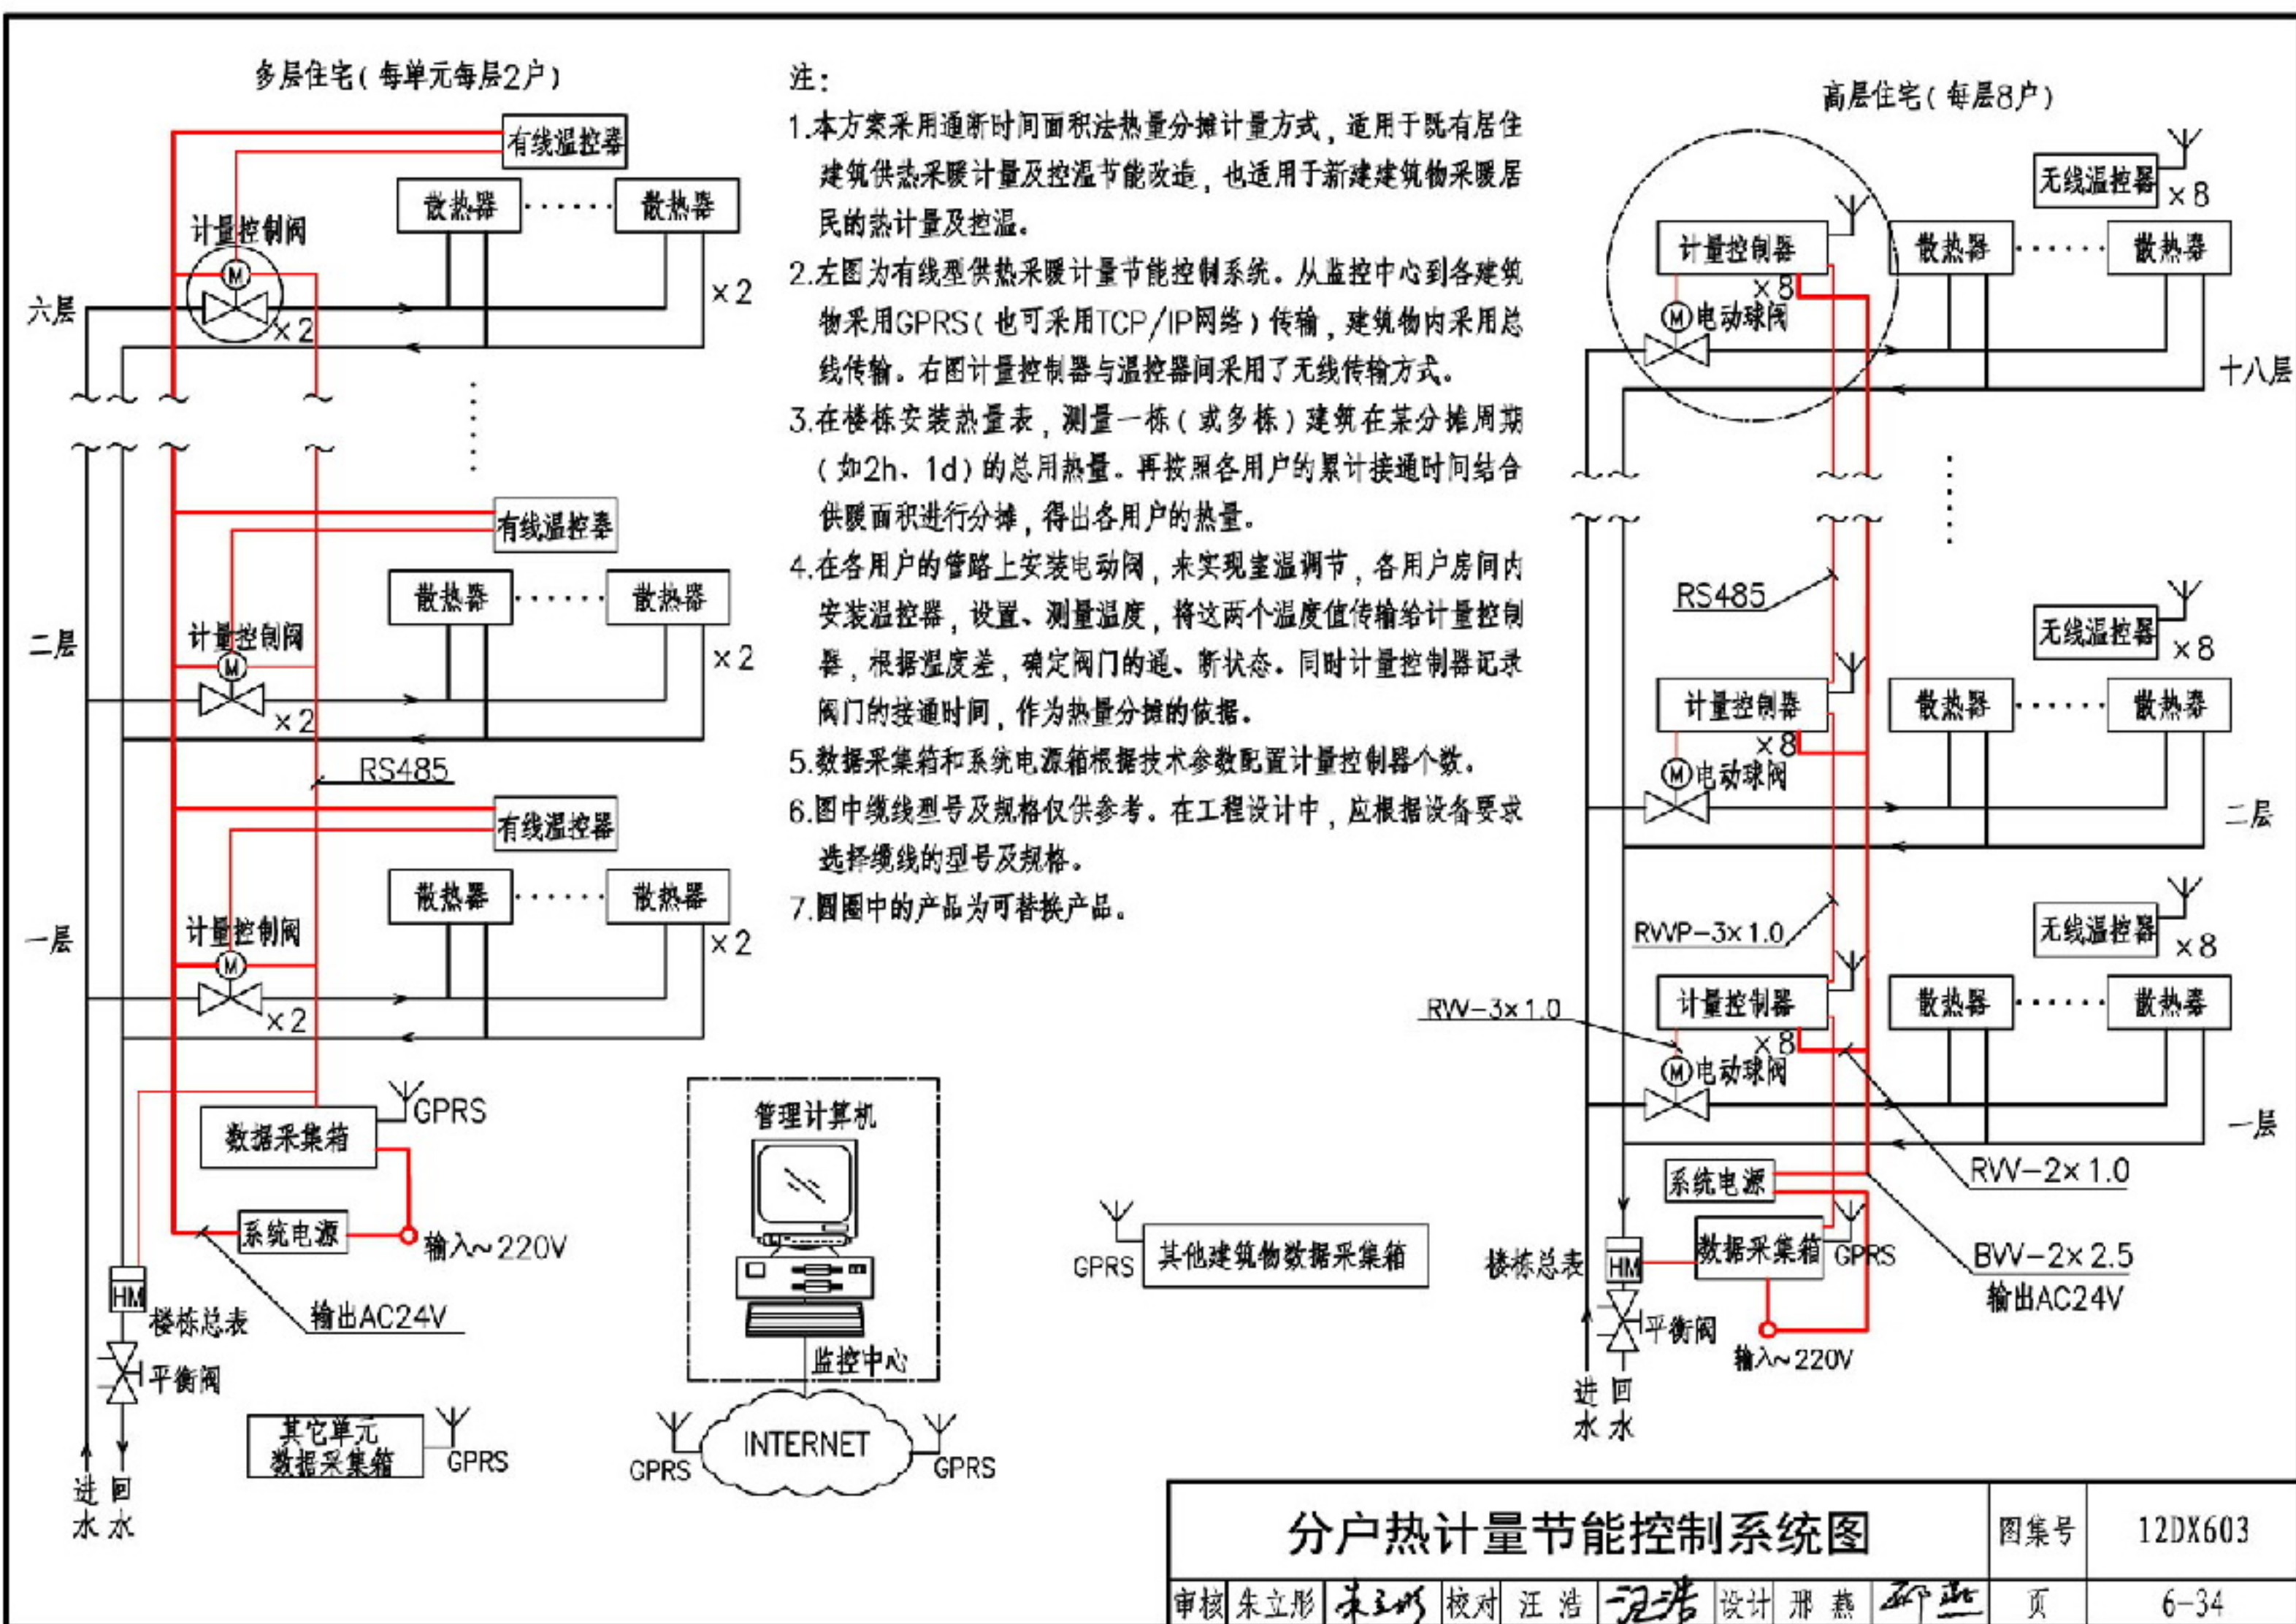 多层住宅(每单元每层2户)
有线温控器
散热器
散热器
计量控制阀
M
×2
×2
六层
有线温控器
散热器
散热器
计量控制阀
M
×2
×2
二层
RS485
有线温控器
散热器
散热器
计量控制阀
M
×2
×2
一层
GPRS
数据采集箱
系统电源
输入~220V
HM
楼栋总表
输出AC24V
平衡阀
其它单元
数据采集箱
GPRS
进水
回水
注:
1.本方案采用通断时间面积法热量分摊计量方式,适用于既有居住
建筑供热采暖计量及控温节能改造,也适用于新建建筑物采暖居
民的热计量及控温。
2.左图为有线型供热采暖计量节能控制系统。从监控中心到各建筑
物采用GPRS(也可采用TCP/IP网络)传输,建筑物内采用总
线传输。右图计量控制器与温控器间采用了无线传输方式。
3.在楼栋安装热量表,测量一栋(或多栋)建筑在某分摊周期
(如2h、1d)的总用热量。再按照各用户的累计接通时间结合
供暖面积进行分摊,得出各用户的热量。
4.在各用户的管路上安装电动阀,来实现室温调节,各用户房间内
安装温控器,设置、测量温度,将这两个温度值传输给计量控制
器,根据温度差,确定阀门的通、断状态。同时计量控制器记录
阀门的接通时间,作为热量分摊的依据。
5.数据采集箱和系统电源箱根据技术参数配置计量控制器个数。
6.图中缆线型号及规格仅供参考。在工程设计中,应根据设备要求
选择缆线的型号及规格。
7.圆圈中的产品为可替换产品。
管理计算机
监控中心
INTERNET
GPRS
GPRS
GPRS
其他建筑物数据采集箱
高层住宅(每层8户)
无线温控器
×8
计量控制器
×8
散热器
散热器
M
电动球阀
十八层
RS485
无线温控器
×8
计量控制器
×8
散热器
散热器
M
电动球阀
二层
RVVP-3×1.0
无线温控器
×8
RVV-3×1.0
计量控制器
×8
散热器
散热器
M
电动球阀
一层
系统电源
RVV-2×1.0
数据采集箱
GPRS
楼栋总表
HM
BVV-2×2.5
输出AC24V
平衡阀
输入~220V
进水
回水
分户热计量节能控制系统图
图集号
12DX603
审核 朱立彤 朱立彤 校对 汪浩 汪浩 设计 邢燕 邢燕 页 6-34